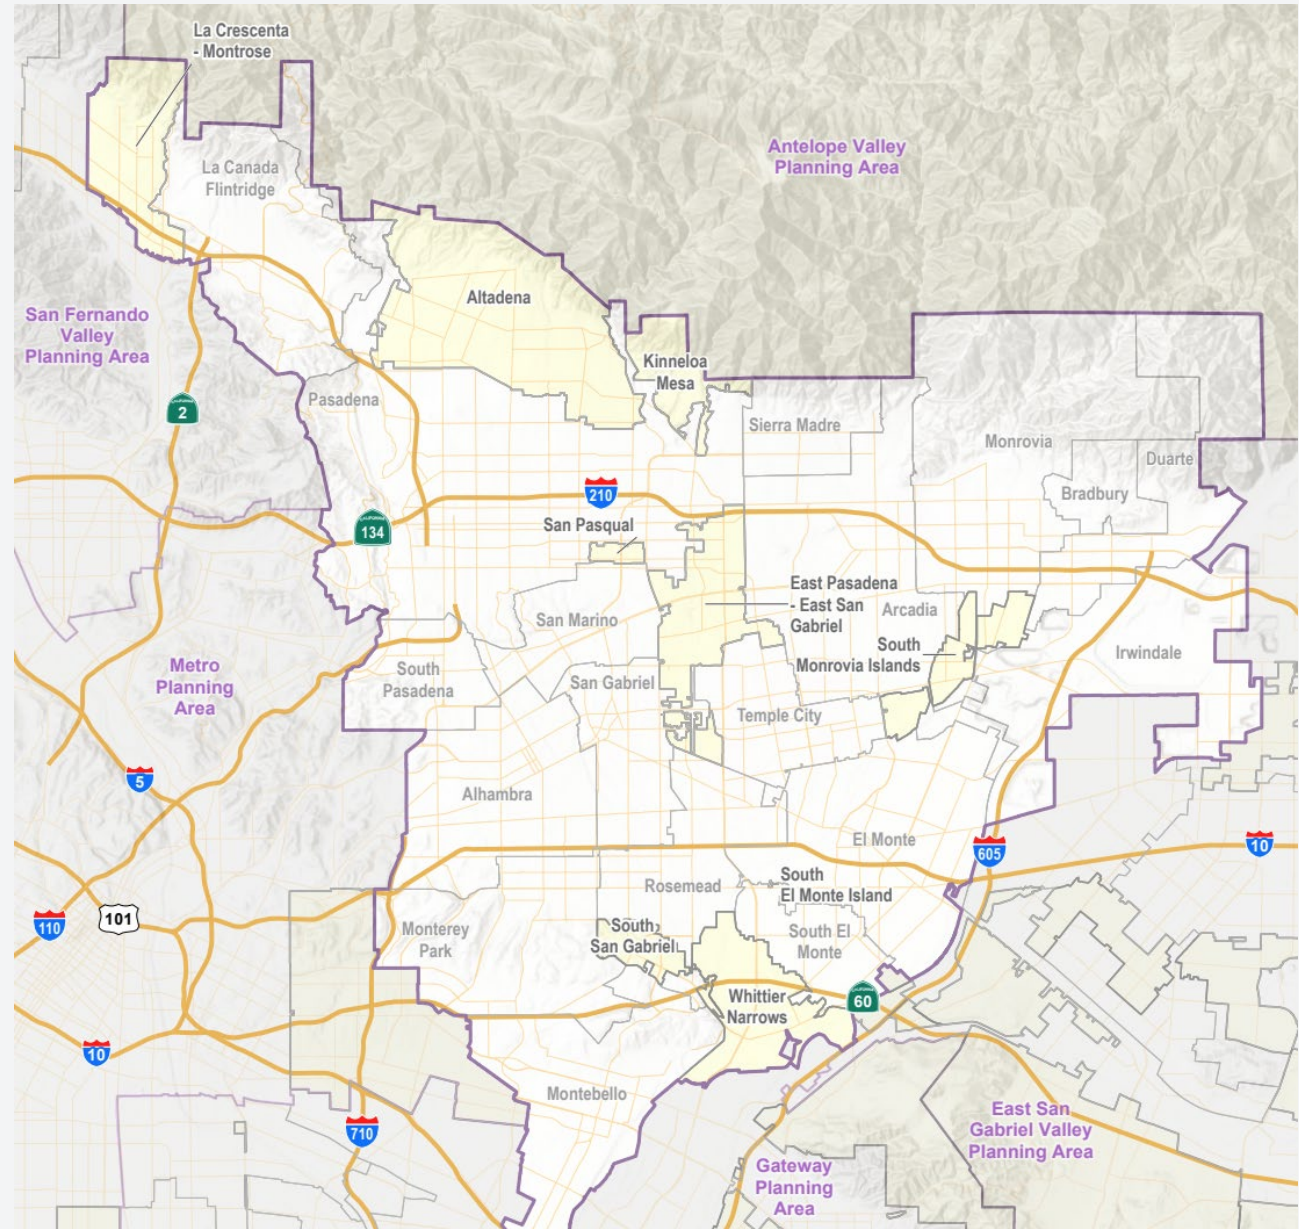 La Crescenta
- Montrose
Antelope Valley
Planning Area
La Canada
Flintridge
San Fernando
Valley
Planning Area
Altadena
Kinneloa
Mesa
Pasadena
CALIFORNIA
2
Sierra Madre
Monrovia
Duarte
Bradbury
210
CALIFORNIA
134
San Pasqual
East Pasadena
- East San
Gabriel
Arcadia
San Marino
South
Monrovia Islands
Irwindale
Metro
Planning
Area
South
Pasadena
San Gabriel
Temple City
5
Alhambra
El Monte
605
10
Rosemead
South
El Monte Island
110
101
Monterey
Park
South
San Gabriel
South El
Monte
Whittier
Narrows
CALIFORNIA
60
10
Montebello
710
East San
Gabriel Valley
Planning Area
Gateway
Planning
Area